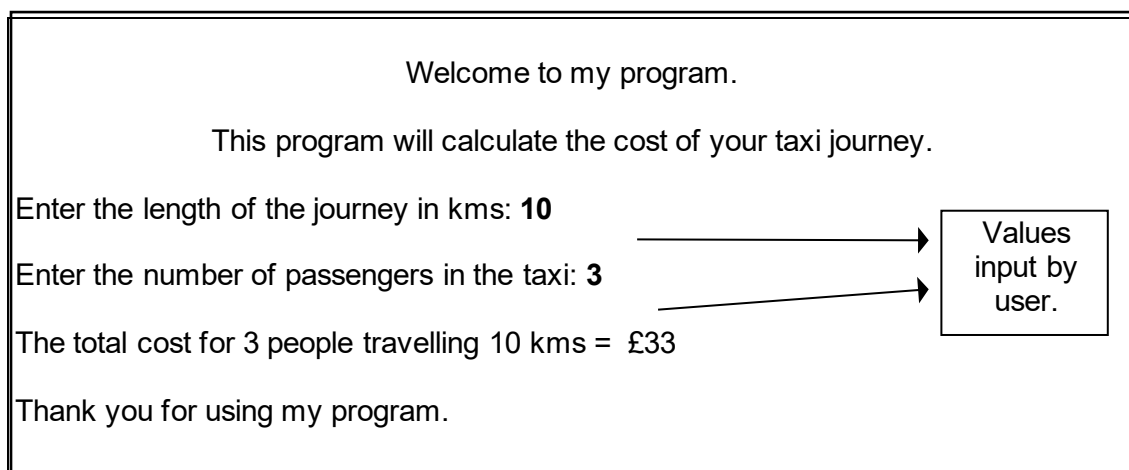 Welcome to my program.
This program will calculate the cost of your taxi journey.
Enter the length of the journey in kms: 10
Values
input by
user.
Enter the number of passengers in the taxi: 3
The total cost for 3 people travelling 10 kms =  £33
Thank you for using my program.